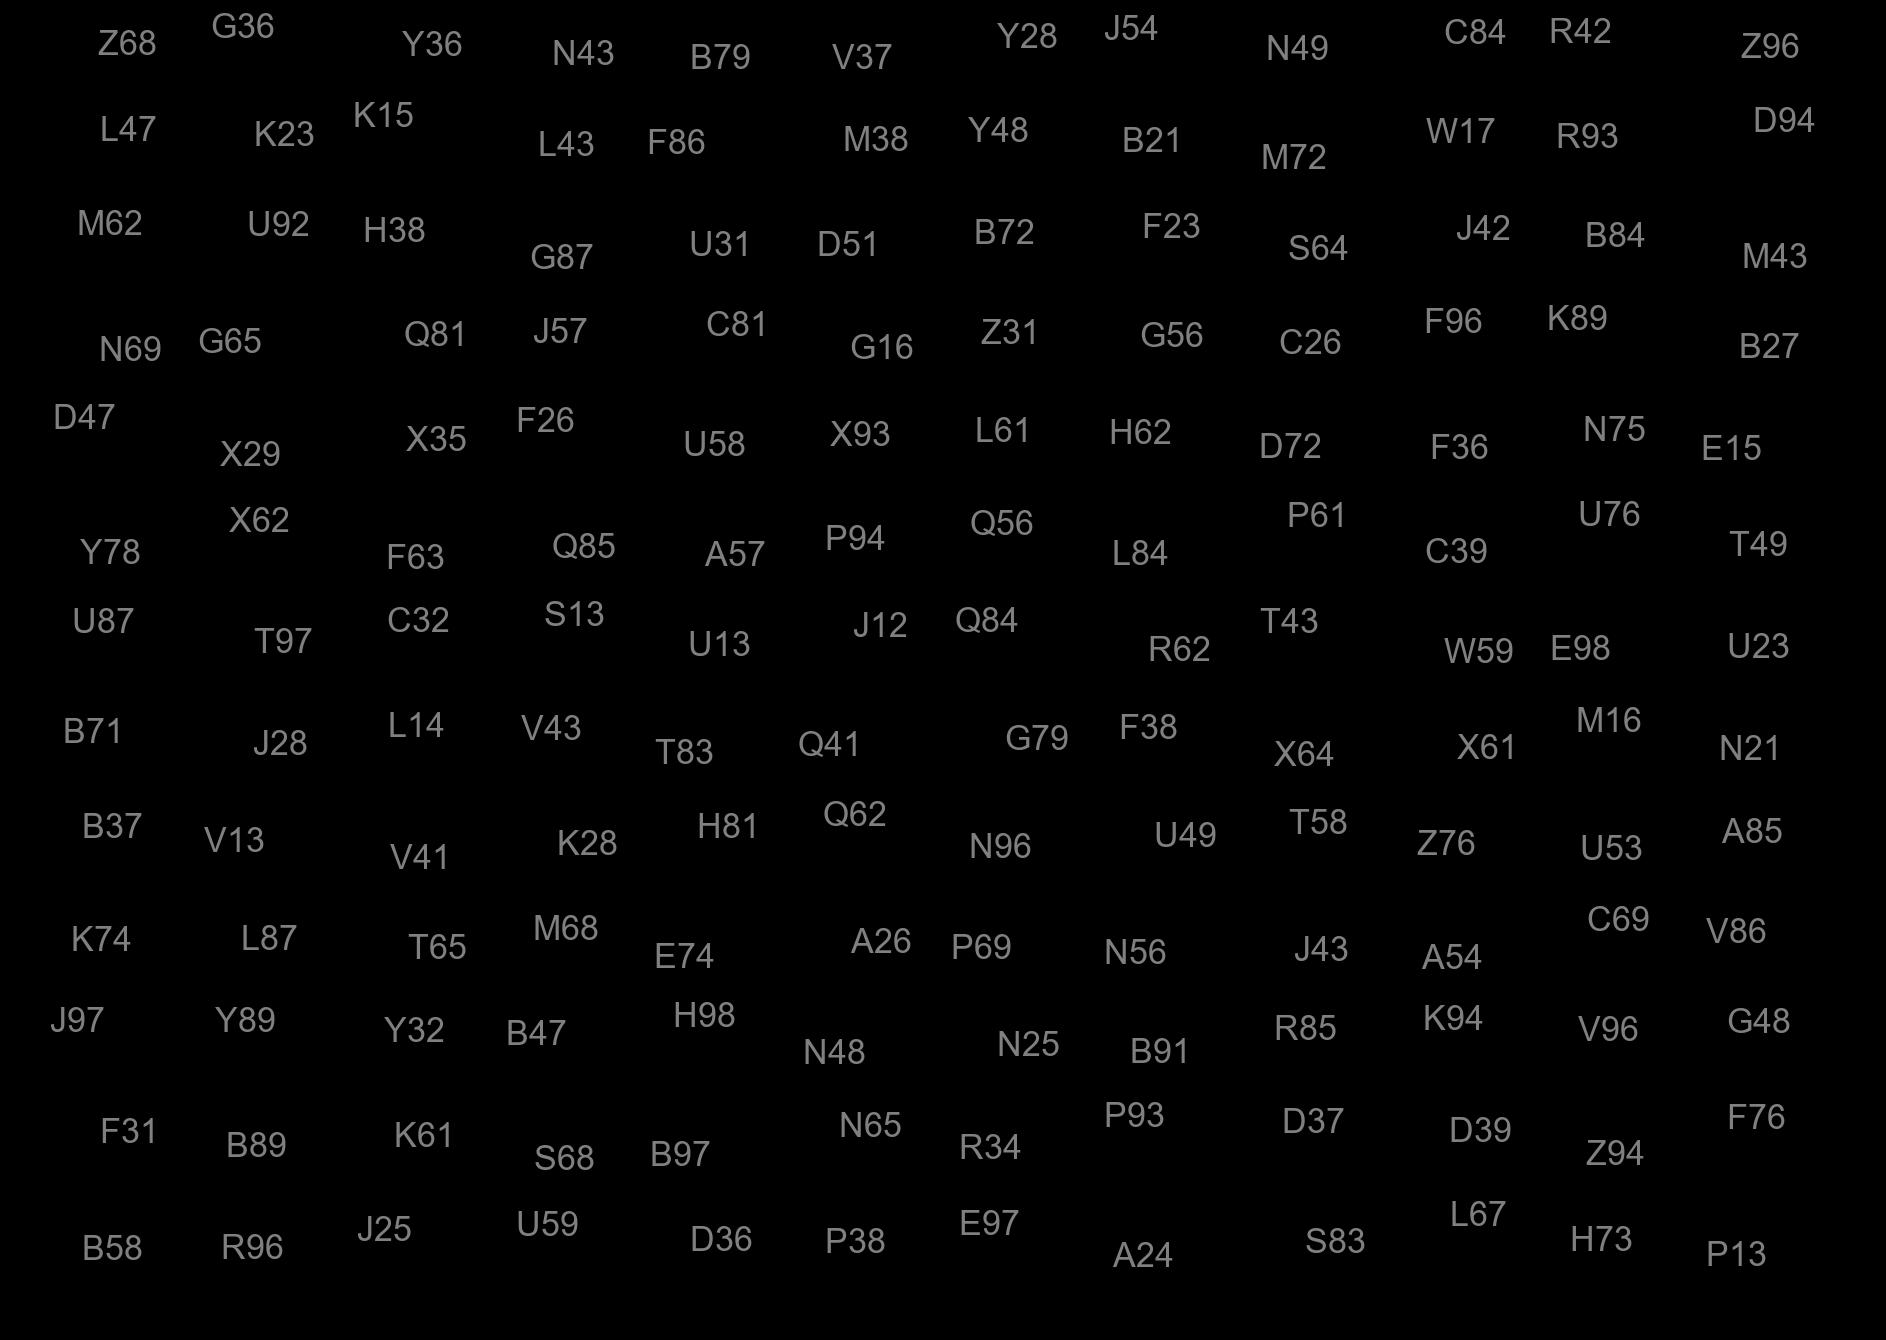 Z68 G36 Y36 N43 B79 V37 Y28 J54 N49 C84 R42 Z96
L47 K23 K15 L43 F86 M38 Y48 B21 M72 W17 R93 D94
M62 U92 H38 G87 U31 D51 B72 F23 S64 J42 B84 M43
N69 G65 Q81 J57 C81 G16 Z31 G56 C26 F96 K89 B27
D47 X29 X35 F26 U58 X93 L61 H62 D72 F36 N75 E15
Y78 X62 F63 Q85 A57 P94 Q56 L84 P61 C39 U76 T49
U87 T97 C32 S13 U13 J12 Q84 R62 T43 W59 E98 U23
B71 J28 L14 V43 T83 Q41 G79 F38 X64 X61 M16 N21
B37 V13 V41 K28 H81 Q62 N96 U49 T58 Z76 U53 A85
K74 L87 T65 M68 E74 A26 P69 N56 J43 A54 C69 V86
J97 Y89 Y32 B47 H98 N48 N25 B91 R85 K94 V96 G48
F31 B89 K61 S68 B97 N65 R34 P93 D37 D39 Z94 F76
B58 R96 J25 U59 D36 P38 E97 A24 S83 L67 H73 P13